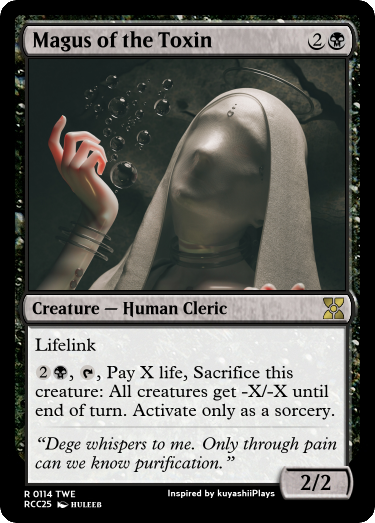 Magus of the Toxin 2
Creature — Human Cleric
Lifelink
2, , Pay X life, Sacrifice this
creature: All creatures get -X/-X until
end of turn. Activate only as a sorcery.
“Dege whispers to me. Only through pain
can we know purification.”
2/2
R 0114 TWE
RCC25 HULEEB
Inspired by kuyashiiPlays